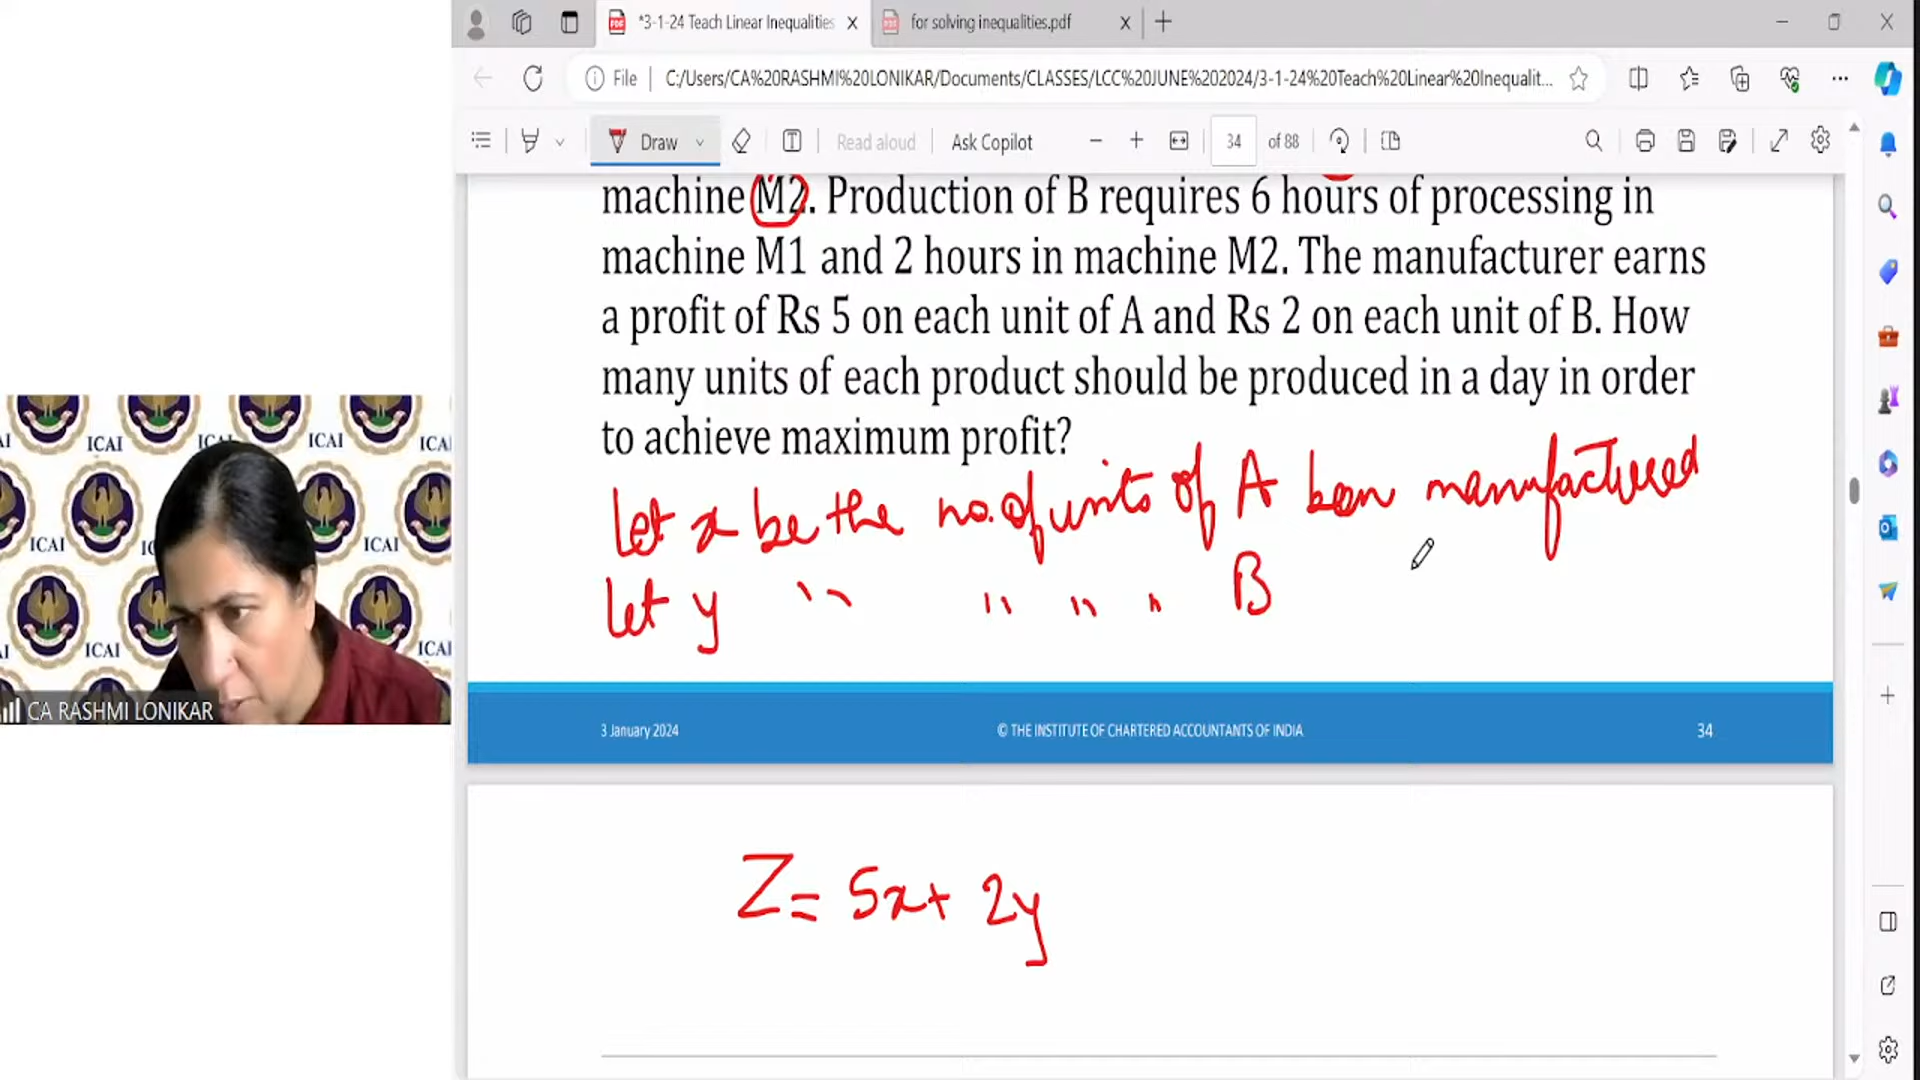 *3-1-24 Teach Linear Inequalities
for solving inequalities.pdf
File
C:/Users/CA%20RASHMI%20LONIKAR/Documents/CLASSES/LCC%20JUNE%202024/3-1-24%20Teach%20Linear%20Inequalit...
Draw
Read aloud
Ask Copilot
34
of 88
machine M2. Production of B requires 6 hours of processing in
machine M1 and 2 hours in machine M2. The manufacturer earns
a profit of Rs 5 on each unit of A and Rs 2 on each unit of B. How
many units of each product should be produced in a day in order
to achieve maximum profit?
let x be the no. of units of A been manufactured
let y " " " " B
3 January 2024
© THE INSTITUTE OF CHARTERED ACCOUNTANTS OF INDIA
34
Z = 5x + 2y
ICAI
ICAI
ICAI
ICAI
ICAI
ICAI
CA RASHMI LONIKAR